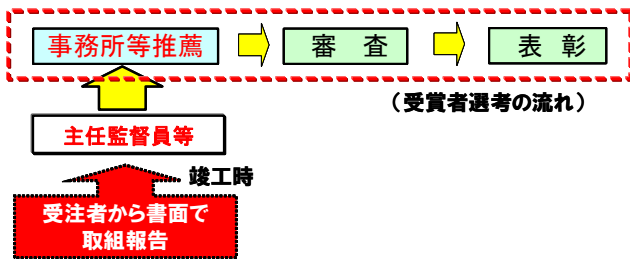 事務所等推薦
審　査
表　彰
（受賞者選考の流れ）
主任監督員等
竣工時
受注者から書面で
取組報告